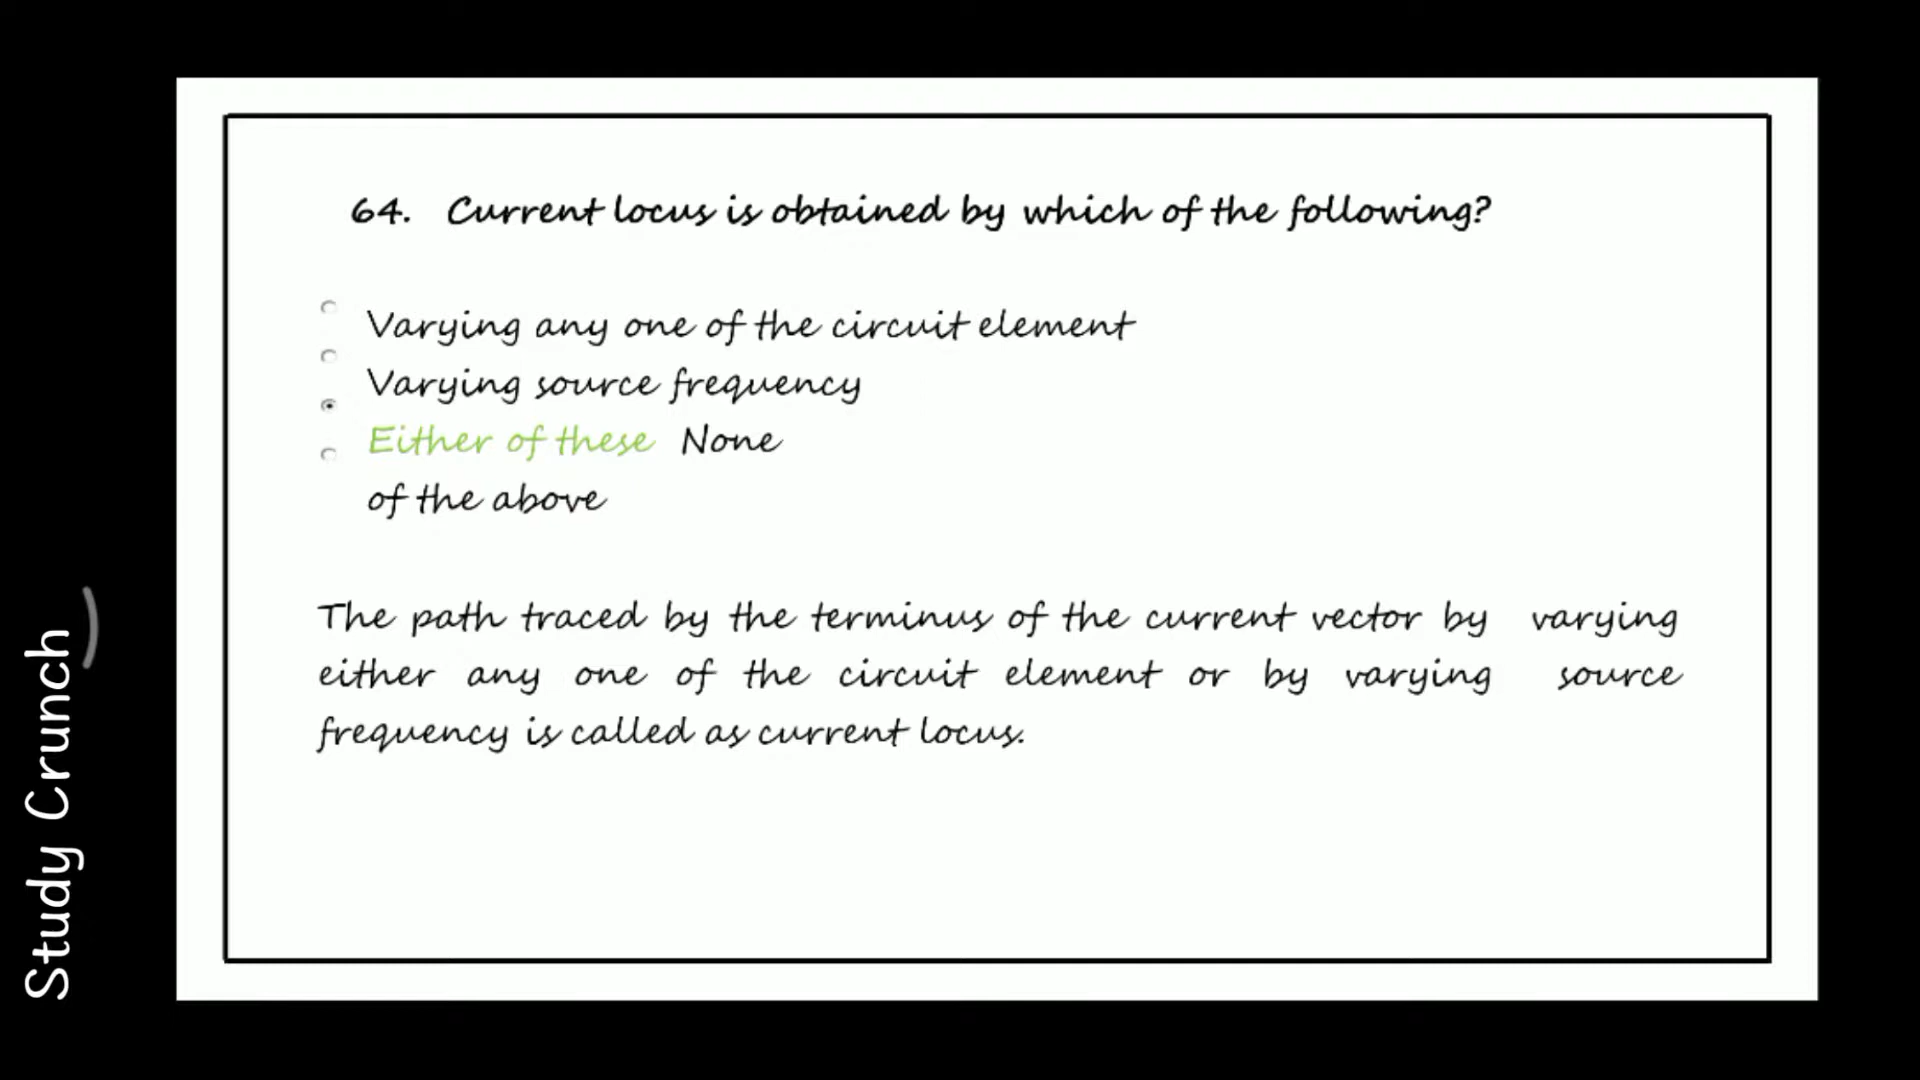 64. Current locus is obtained by which of the following?
Varying any one of the circuit element
Varying source frequency
Either of these None
of the above
The path traced by the terminus of the current vector by varying
either any one of the circuit element or by varying source
frequency is called as current locus.
Study Crunch